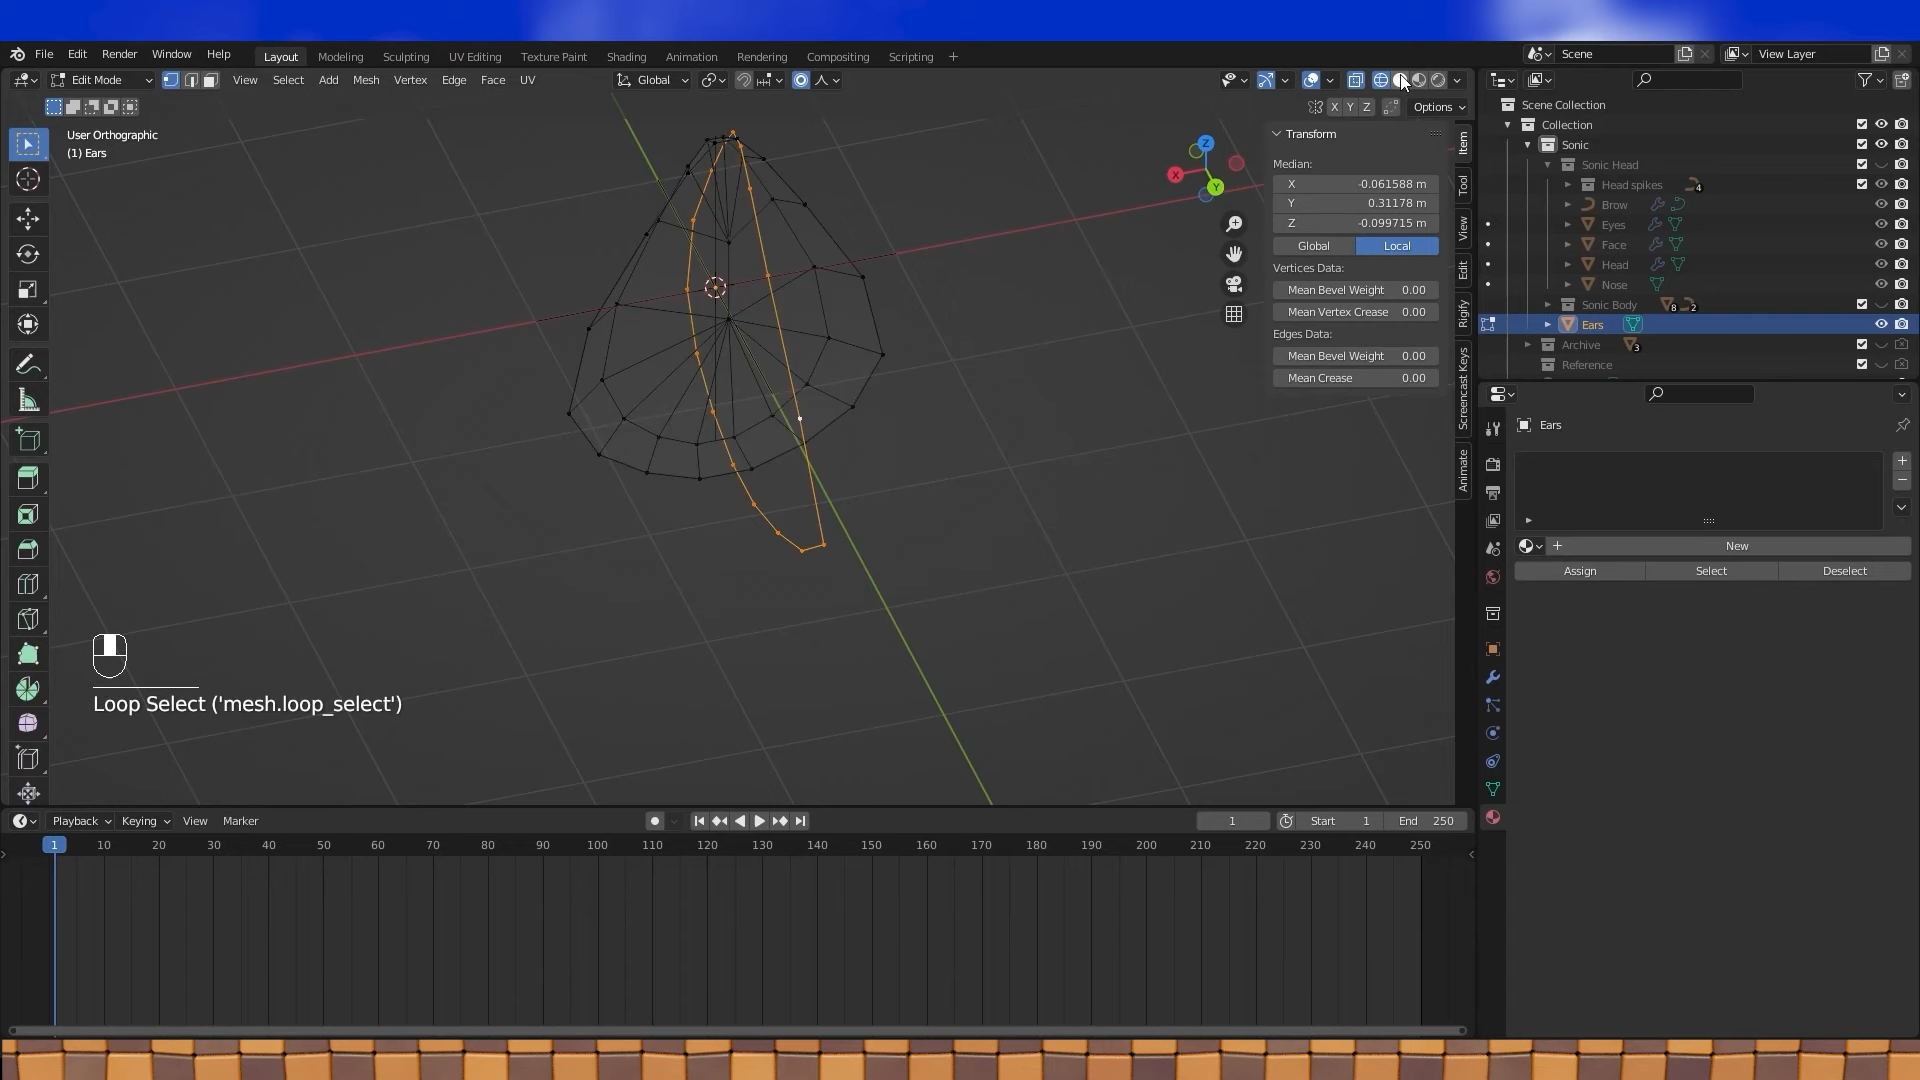 File Edit Render Window Help Layout Modeling Sculpting UV Editing Texture Paint Shading Animation Rendering Compositing Scripting + Scene View Layer
Edit Mode View Select Add Mesh Vertex Edge Face UV Global
X Y Z Options
User Orthographic
(1) Ears
Z
X
Y
Transform
Median:
X -0.061588 m
Y 0.31178 m
Z -0.099715 m
Global Local
Vertices Data:
Mean Bevel Weight 0.00
Mean Vertex Crease 0.00
Edges Data:
Mean Bevel Weight 0.00
Mean Crease 0.00
Item
Tool
View
Edit
Rigify
Screencast Keys
Animate
Scene Collection
Collection
Sonic
Sonic Head
Head spikes 4
Brow
Eyes
Face
Head
Nose
Sonic Body 8 2
Ears
Archive 3
Reference
Ears
New
Assign Select Deselect
Loop Select ('mesh.loop_select')
Playback Keying View Marker 1 Start 1 End 250
1 10 20 30 40 50 60 70 80 90 100 110 120 130 140 150 160 170 180 190 200 210 220 230 240 250